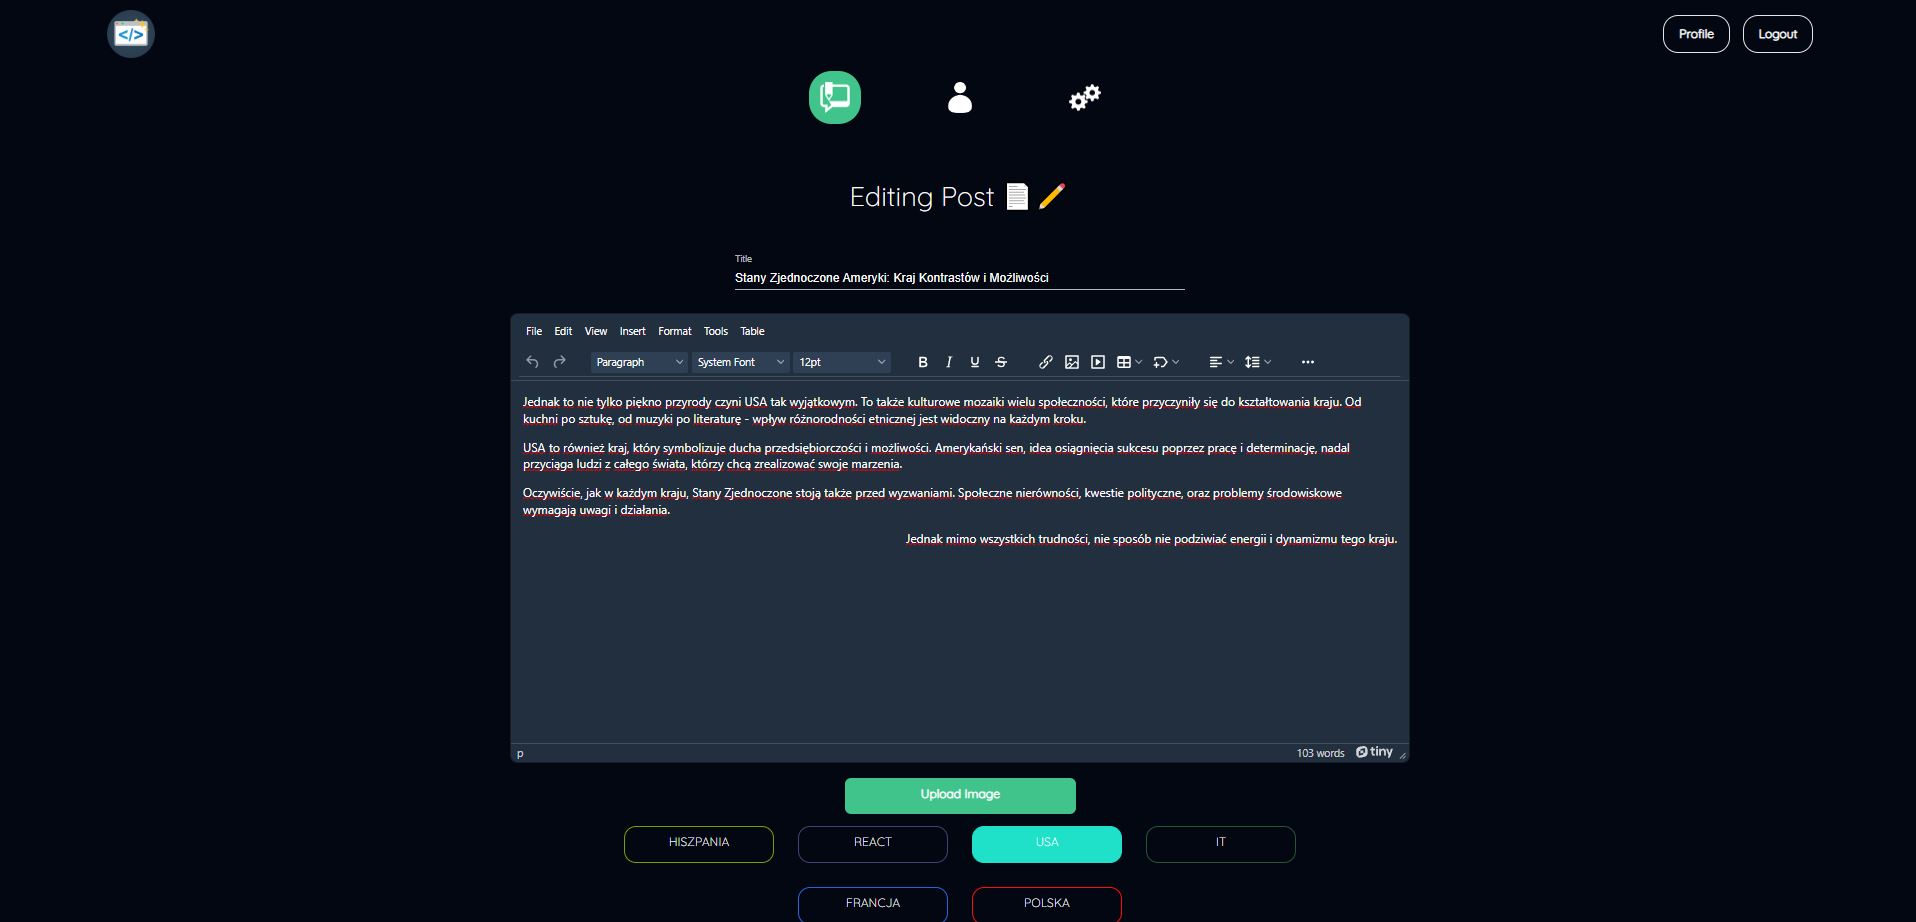 </>
Profile Logout
Editing Post
Title
Stany Zjednoczone Ameryki: Kraj Kontrastów i Możliwości
File Edit View Insert Format Tools Table
Paragraph System Font 12pt B I U S
Jednak to nie tylko piękno przyrody czyni USA tak wyjątkowym. To także kulturowe mozaiki wielu społeczności, które przyczyniły się do kształtowania kraju. Od
kuchni po sztukę, od muzyki po literaturę - wpływ różnorodności etnicznej jest widoczny na każdym kroku.
USA to również kraj, który symbolizuje ducha przedsiębiorczości i możliwości. Amerykański sen, idea osiągnięcia sukcesu poprzez pracę i determinację, nadal
przyciąga ludzi z całego świata, którzy chcą zrealizować swoje marzenia.
Oczywiście, jak w każdym kraju, Stany Zjednoczone stoją także przed wyzwaniami. Społeczne nierówności, kwestie polityczne, oraz problemy środowiskowe
wymagają uwagi i działania.
Jednak mimo wszystkich trudności, nie sposób nie podziwiać energii i dynamizmu tego kraju.
p 103 words tiny
Upload Image
HISZPANIA REACT USA IT
FRANCJA POLSKA